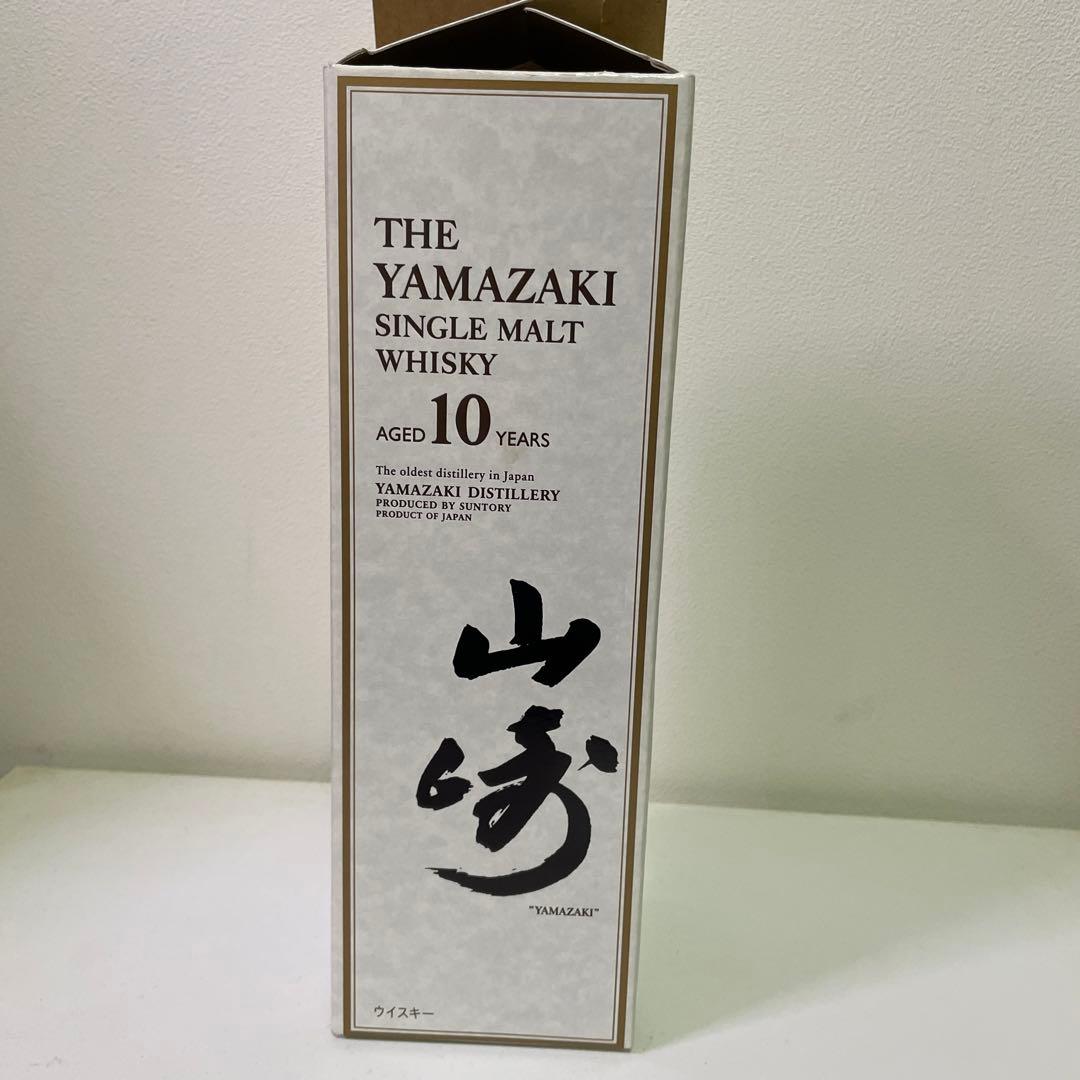 THE
YAMAZAKI
SINGLE MALT
WHISKY
AGED 10 YEARS
The oldest distillery in Japan
YAMAZAKI DISTILLERY
PRODUCED BY SUNTORY
PRODUCT OF JAPAN
山
崎
"YAMAZAKI"
ウイスキー